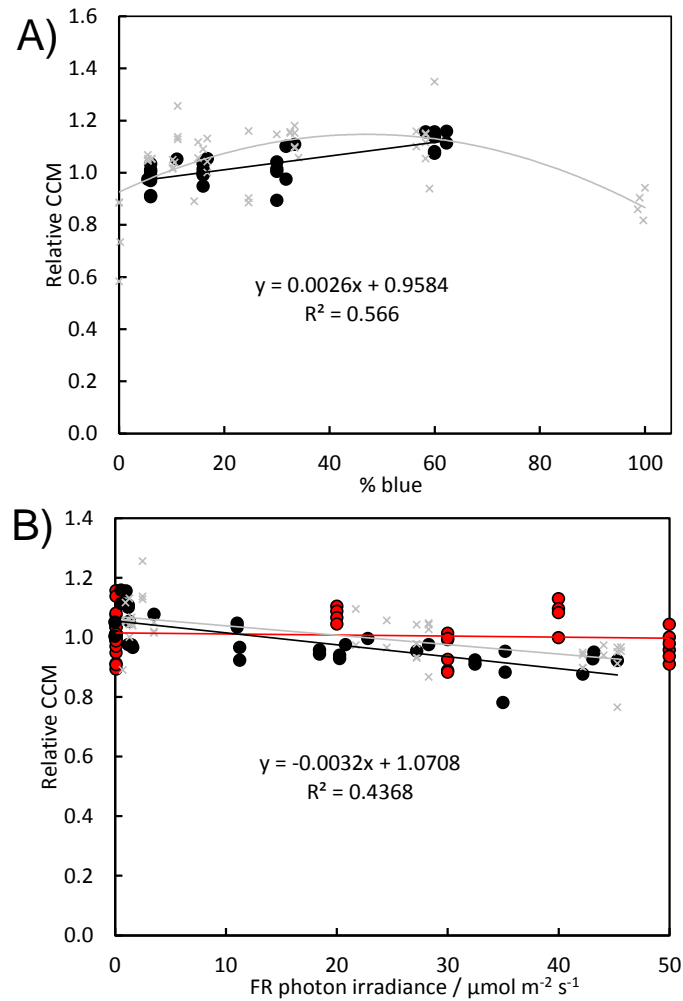 A)
1.6
1.4
1.2
1.0
0.8
0.6
0.4
0.2
0.0
Relative CCM
y = 0.0026x + 0.9584
R² = 0.566
0 20 40 60 80 100
% blue
B)
1.4
1.2
1.0
0.8
0.6
0.4
0.2
0.0
Relative CCM
y = -0.0032x + 1.0708
R² = 0.4368
0 10 20 30 40 50
FR photon irradiance / µmol m⁻² s⁻¹